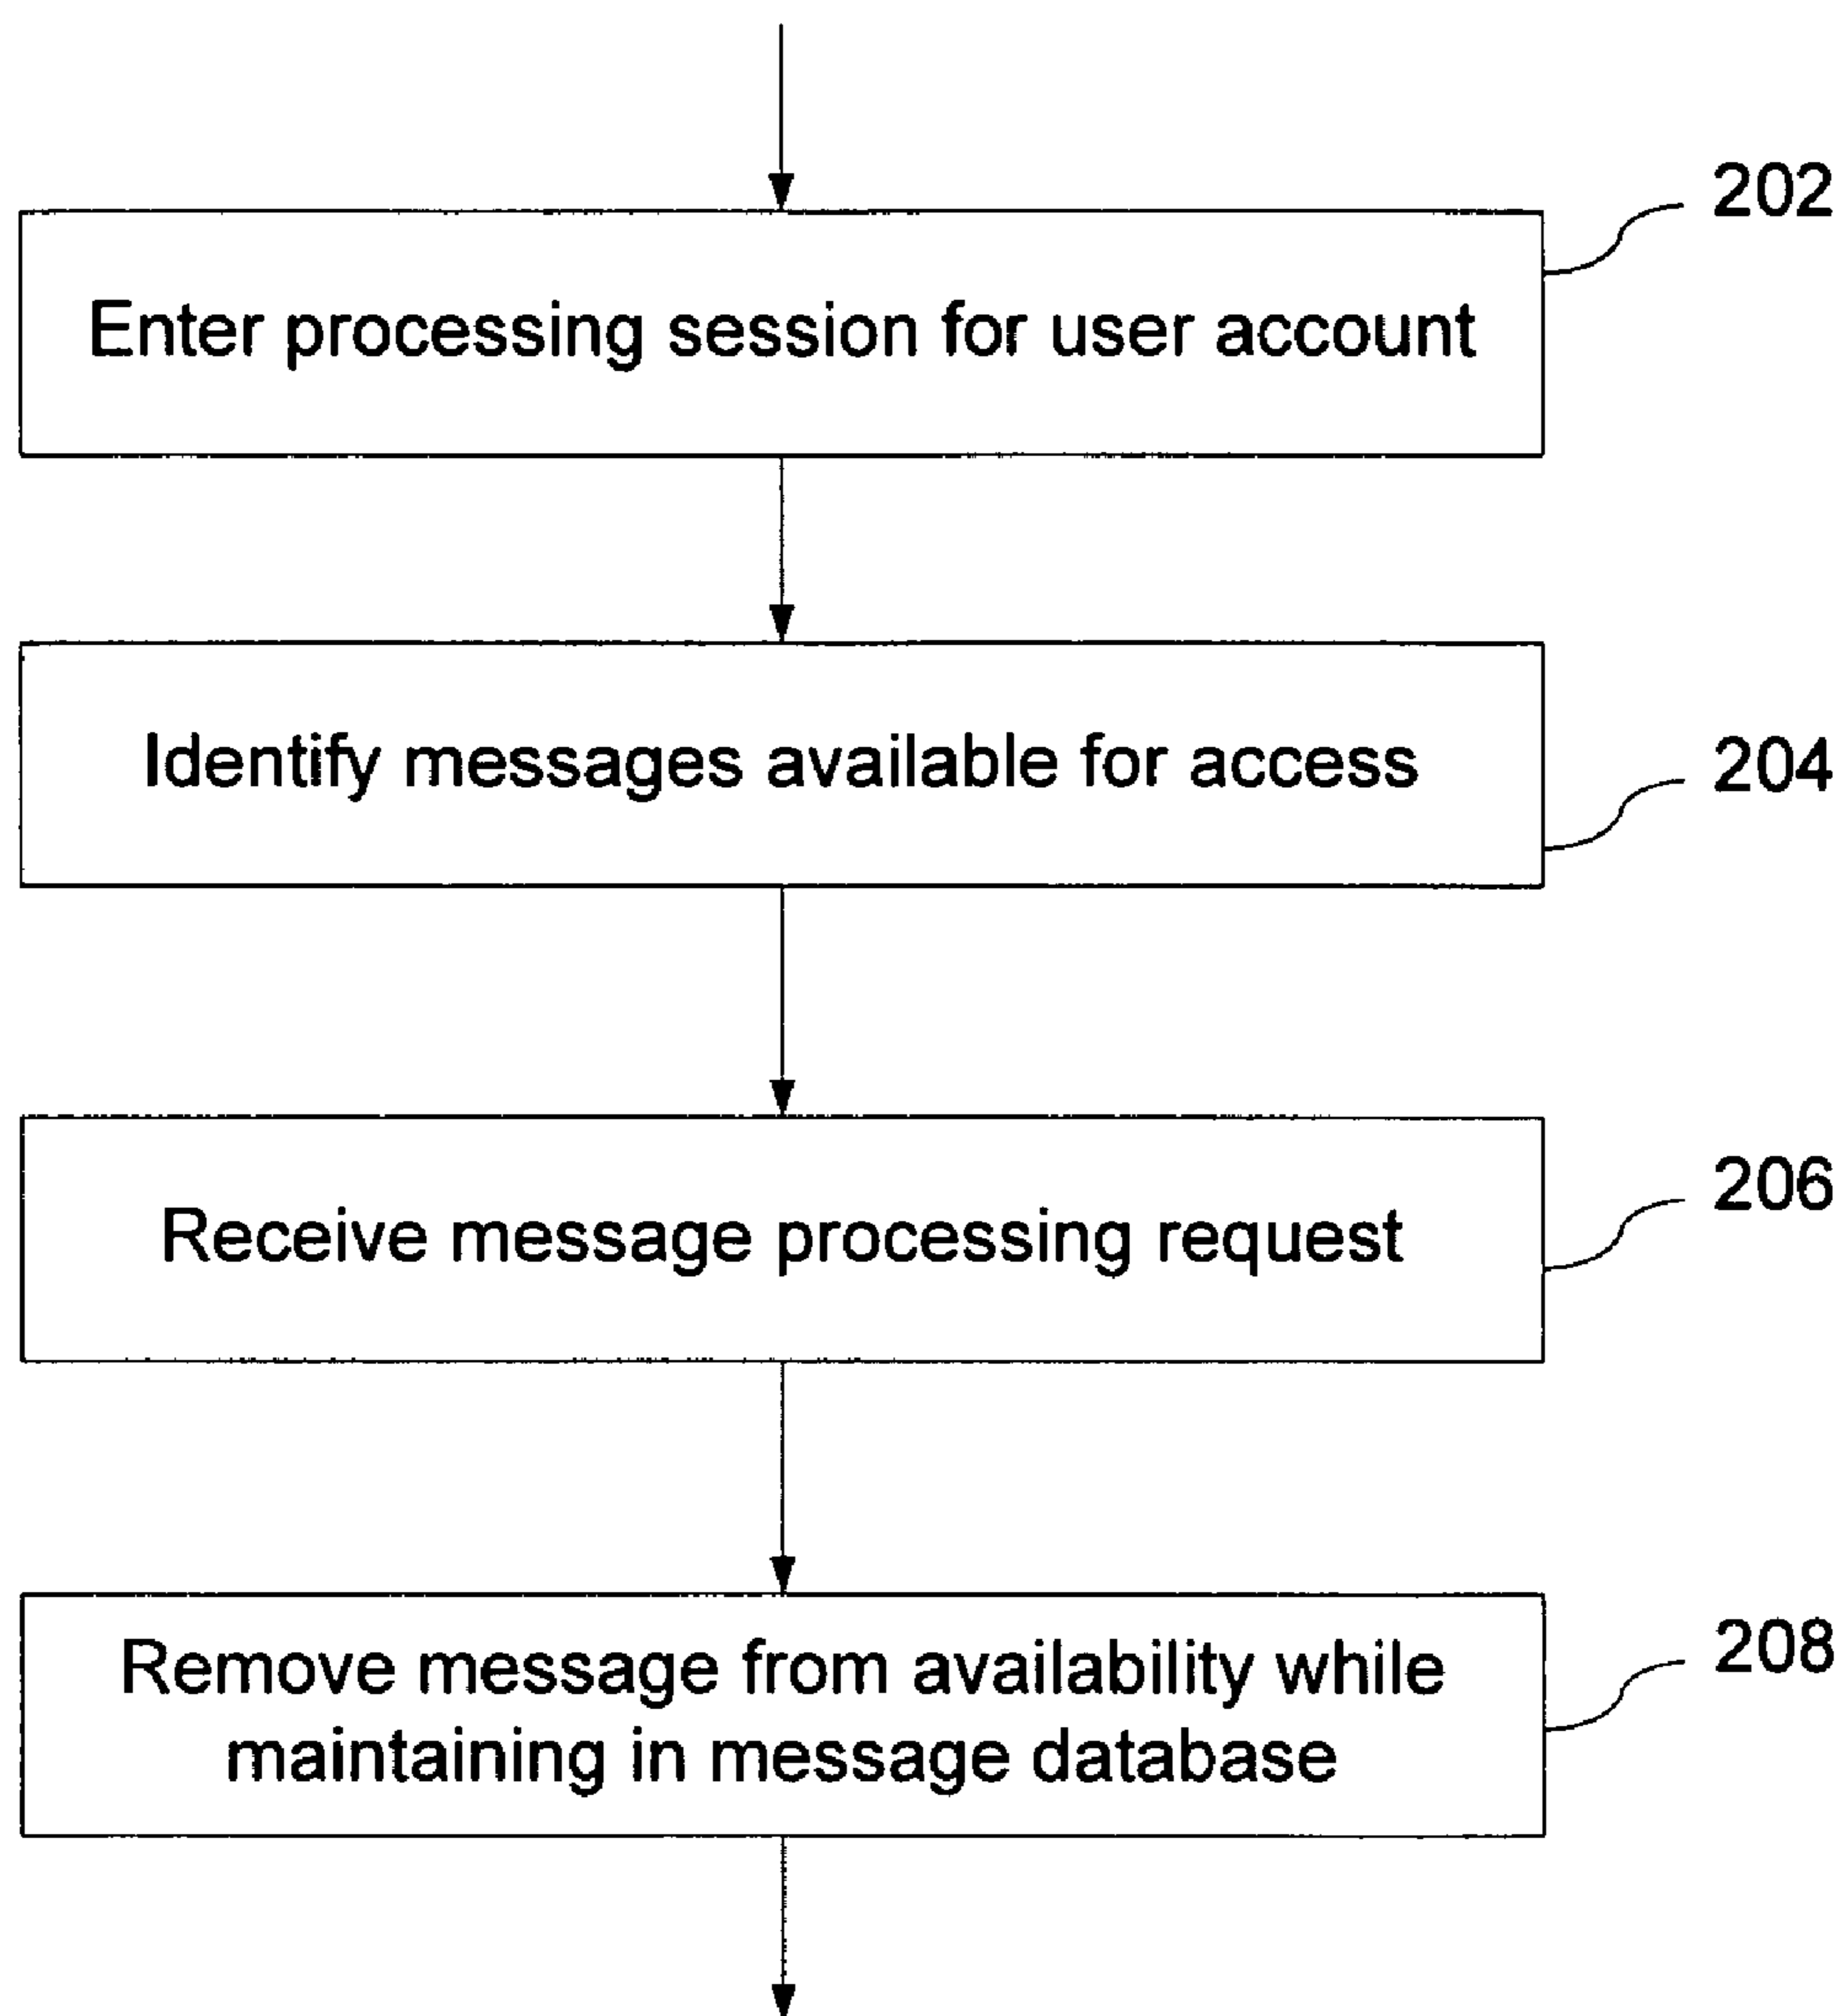 202
Enter processing session for user account
Identify messages available for access
204
206
Receive message processing request
208
Remove message from availability while
maintaining in message database